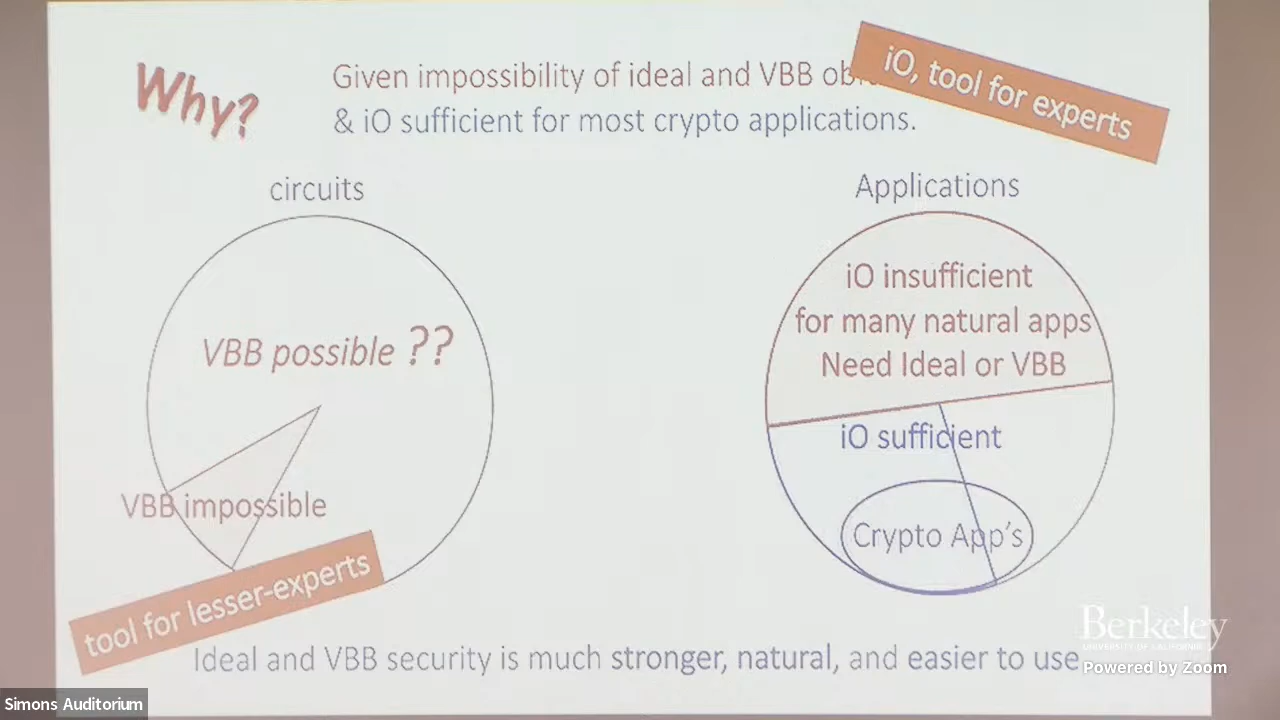 Why?
Given impossibility of ideal and VBB
& iO sufficient for most crypto applications.
iO, tool for experts
circuits
VBB possible ??
VBB impossible
tool for lesser-experts
Applications
iO insufficient
for many natural apps
Need Ideal or VBB
iO sufficient
Crypto App's
Ideal and VBB security is much stronger, natural, and easier to use
Berkeley
UNIVERSITY OF CALIFORNIA
Powered by Zoom
Simons Auditorium